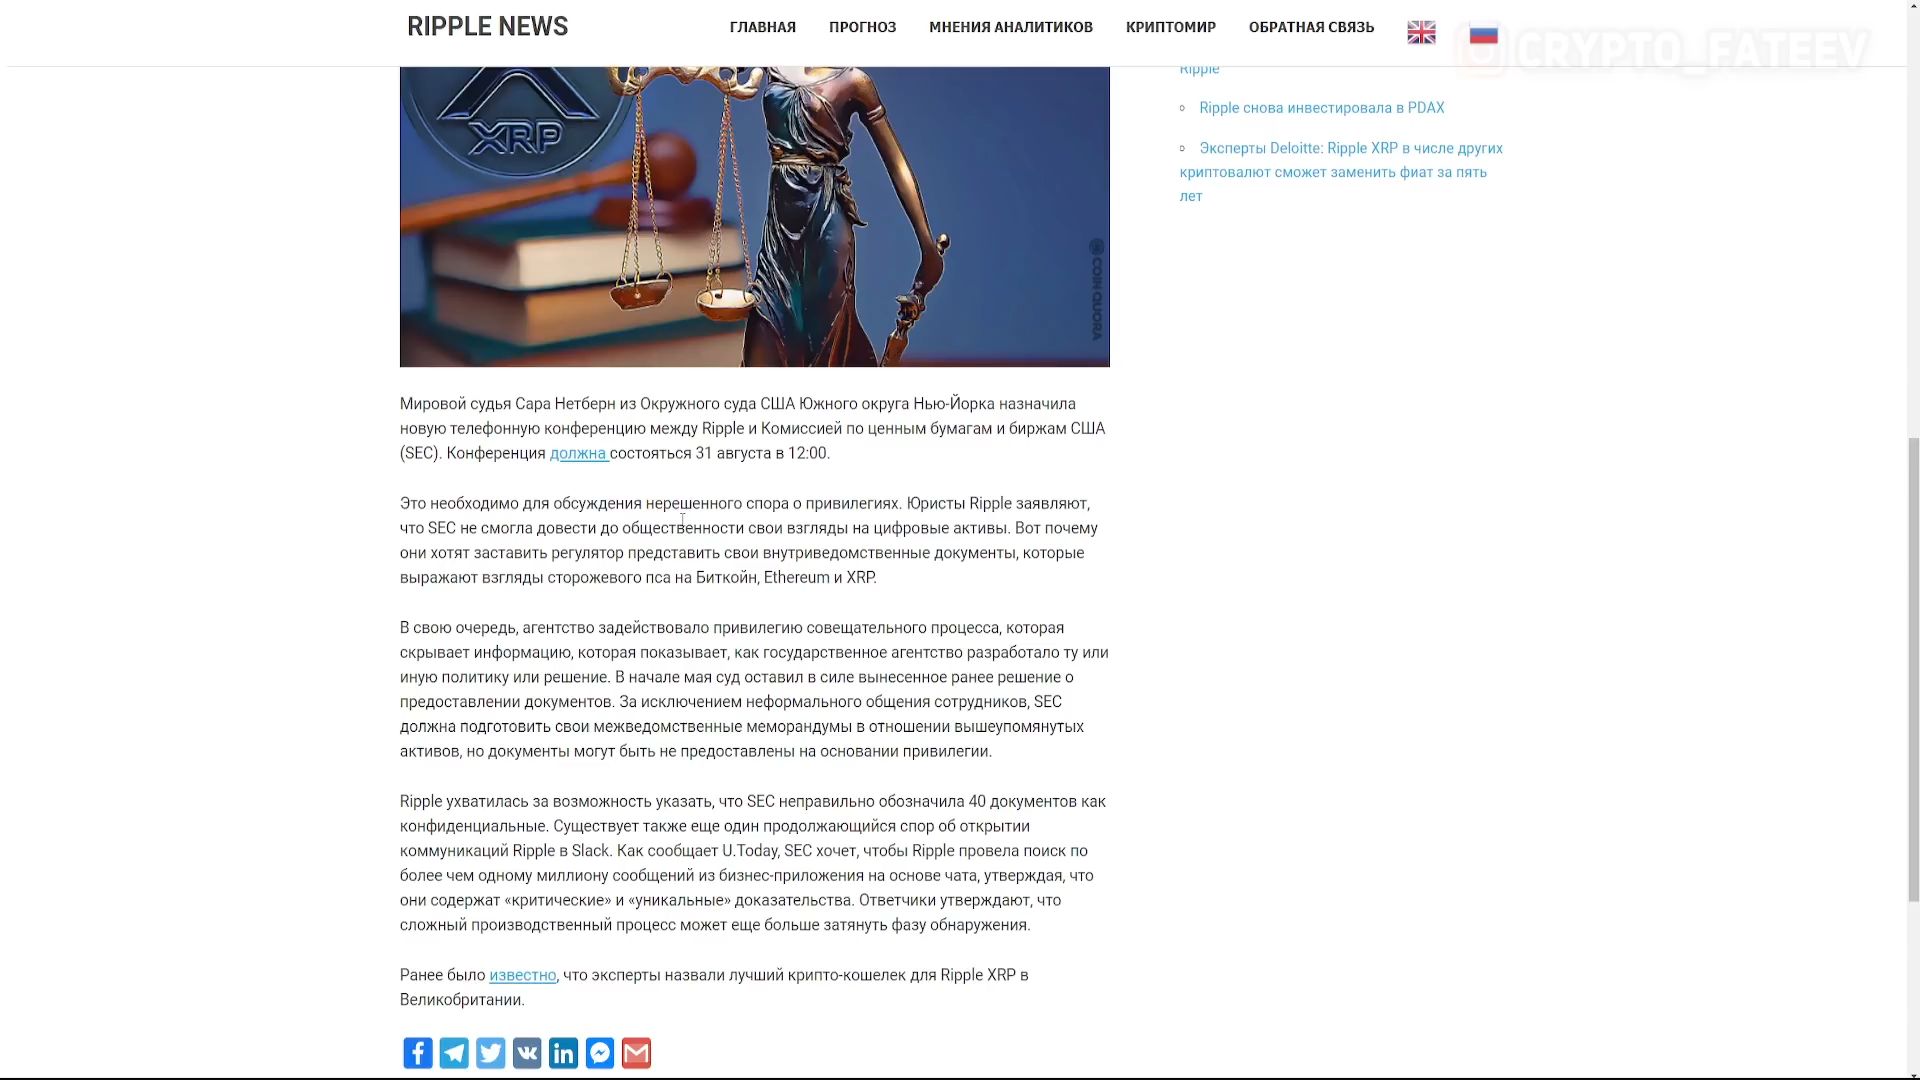 RIPPLE NEWS
ГЛАВНАЯ ПРОГНОЗ МНЕНИЯ АНАЛИТИКОВ КРИПТОМИР ОБРАТНАЯ СВЯЗЬ
CRYPTO_FATEEV
XRP
@ COIN QUORA
Ripple
Ripple снова инвестировала в PDAX
Эксперты Deloitte: Ripple XRP в числе других
криптовалют сможет заменить фиат за пять
лет
Мировой судья Сара Нетберн из Окружного суда США Южного округа Нью-Йорка назначила
новую телефонную конференцию между Ripple и Комиссией по ценным бумагам и биржам США
(SEC). Конференция должна состояться 31 августа в 12:00.
Это необходимо для обсуждения нерешенного спора о привилегиях. Юристы Ripple заявляют,
что SEC не смогла довести до общественности свои взгляды на цифровые активы. Вот почему
они хотят заставить регулятор представить свои внутриведомственные документы, которые
выражают взгляды сторожевого пса на Биткойн, Ethereum и XRP.
В свою очередь, агентство задействовало привилегию совещательного процесса, которая
скрывает информацию, которая показывает, как государственное агентство разработало ту или
иную политику или решение. В начале мая суд оставил в силе вынесенное ранее решение о
предоставлении документов. За исключением неформального общения сотрудников, SEC
должна подготовить свои межведомственные меморандумы в отношении вышеупомянутых
активов, но документы могут быть не предоставлены на основании привилегии.
Ripple ухватилась за возможность указать, что SEC неправильно обозначила 40 документов как
конфиденциальные. Существует также еще один продолжающийся спор об открытии
коммуникаций Ripple в Slack. Как сообщает U.Today, SEC хочет, чтобы Ripple провела поиск по
более чем одному миллиону сообщений из бизнес-приложения на основе чата, утверждая, что
они содержат «критические» и «уникальные» доказательства. Ответчики утверждают, что
сложный производственный процесс может еще больше затянуть фазу обнаружения.
Ранее было известно, что эксперты назвали лучший крипто-кошелек для Ripple XRP в
Великобритании.